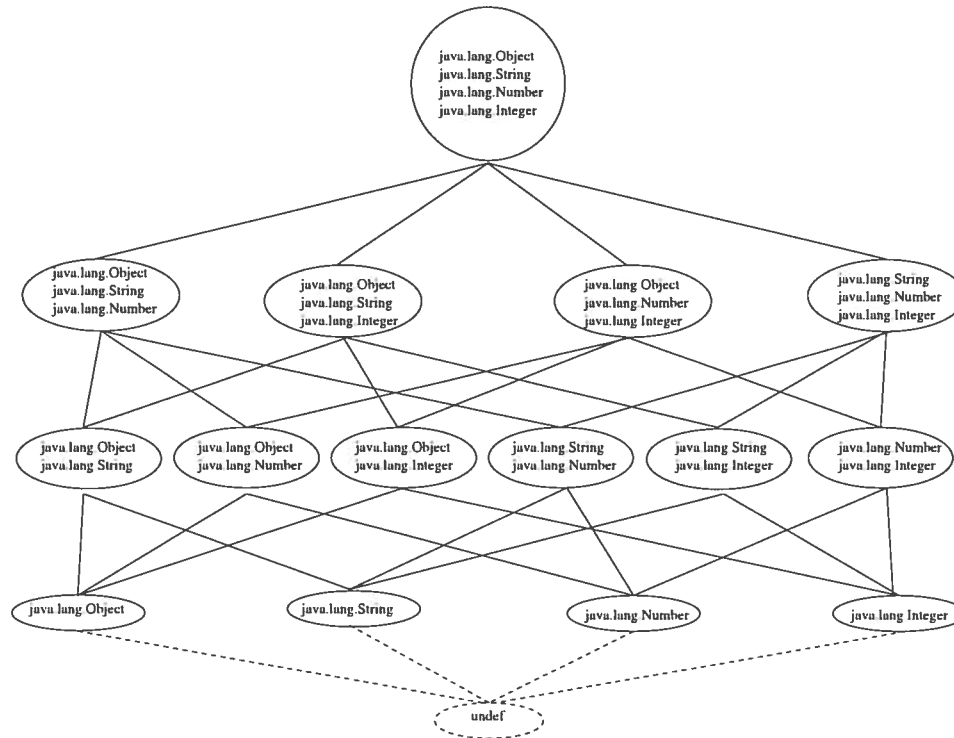 java.lang.Object
java.lang.String
java.lang.Number
java.lang.Integer
java.lang.Object
java.lang.String
java.lang.Number
java.lang Object
java.lang String
java.lang Integer
java.lang Object
java.lang Number
java.lang Integer
java.lang String
java.lang Number
java.lang Integer
java.lang Object
java.lang String
java.lang Object
java.lang Number
java.lang Object
java.lang Integer
java.lang String
java.lang Number
java.lang String
java.lang Integer
java.lang Number
java.lang Integer
java.lang Object
java.lang.String
java.lang Number
java.lang Integer
undef